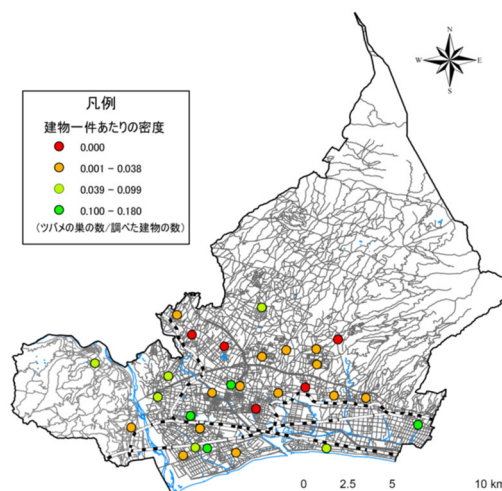 N
W E
S
凡例
建物一件あたりの密度
0.000
0.001 − 0.038
0.039 − 0.099
0.100 − 0.180
(ツバメの巣の数/調べた建物の数)
0 2.5 5 10 km